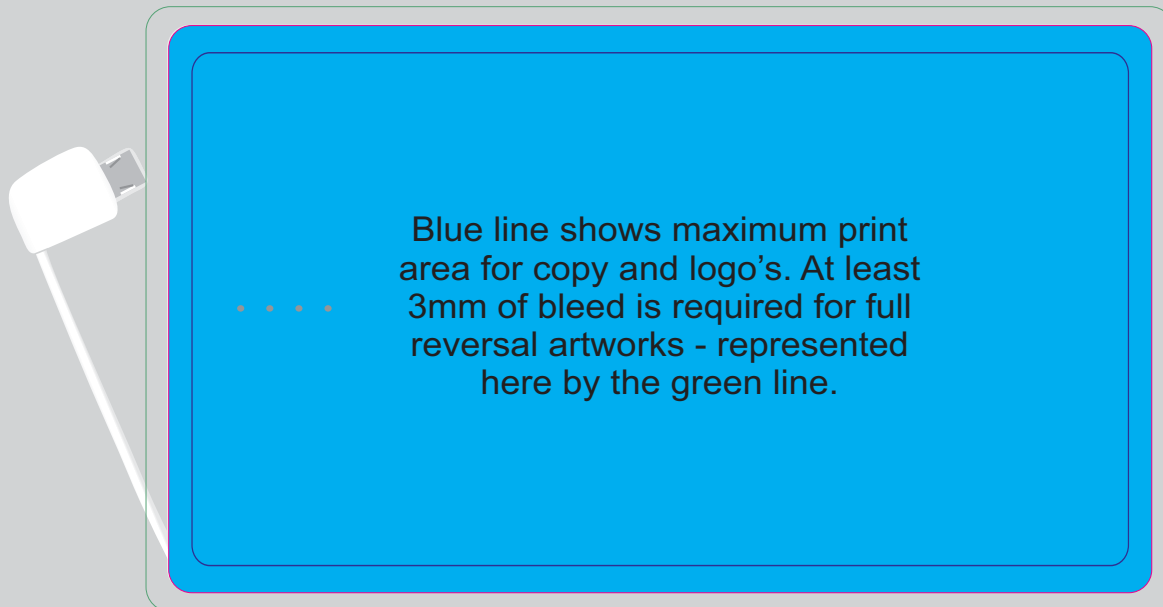 Blue line shows maximum print
area for copy and logo’s. At least
3mm of bleed is required for full
reversal artworks - represented
here by the green line.